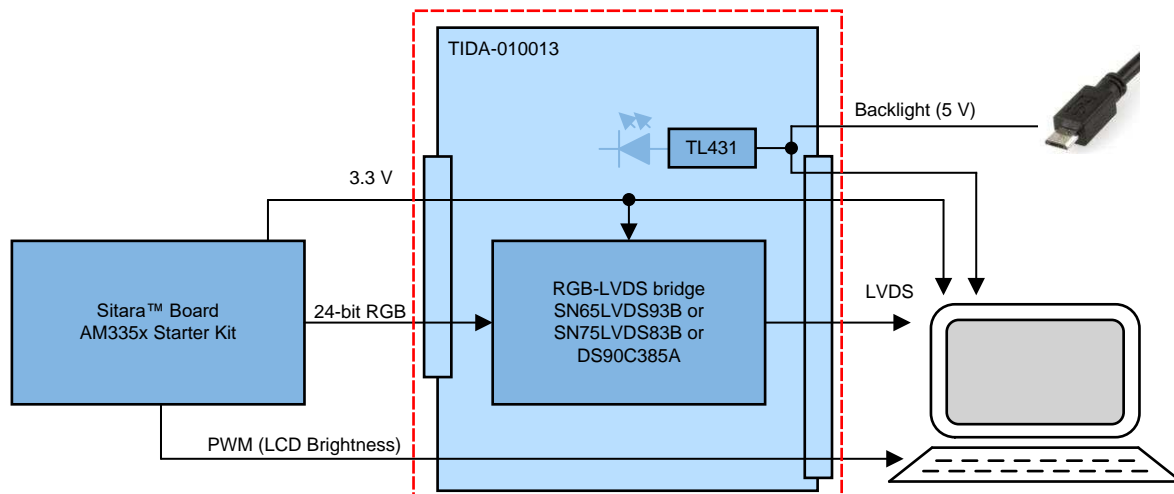 TIDA-010013
Backlight (5 V)
TL431
3.3 V
Sitara™ Board
AM335x Starter Kit
24-bit RGB
RGB-LVDS bridge
SN65LVDS93B or
SN75LVDS83B or
DS90C385A
LVDS
PWM (LCD Brightness)